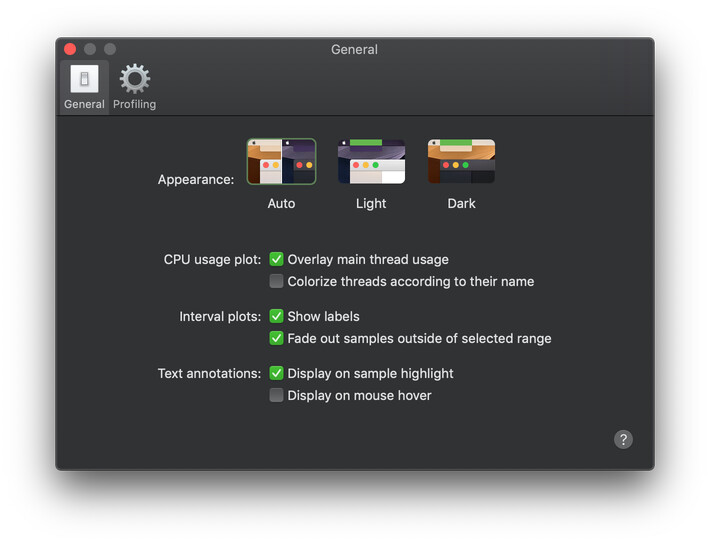 General
General Profiling
Appearance:
Auto Light Dark
CPU usage plot: Overlay main thread usage
Colorize threads according to their name
Interval plots: Show labels
Fade out samples outside of selected range
Text annotations: Display on sample highlight
Display on mouse hover
?